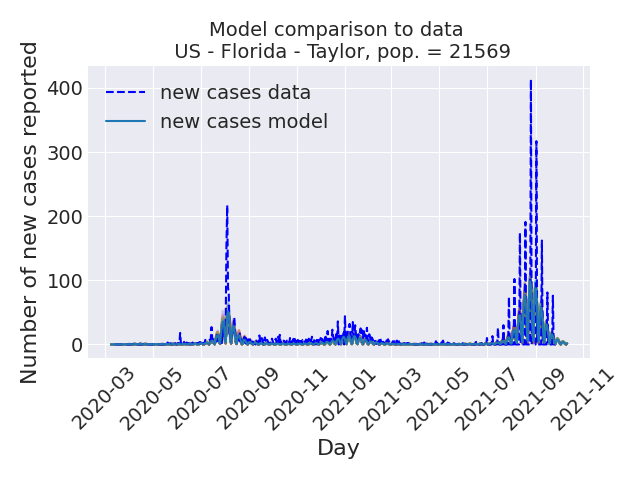 Model comparison to data
US - Florida - Taylor, pop. = 21569
Number of new cases reported
400
300
200
100
0
new cases data
new cases model
2020-03
2020-05
2020-07
2020-09
2020-11
2021-01
2021-03
2021-05
2021-07
2021-09
2021-11
Day